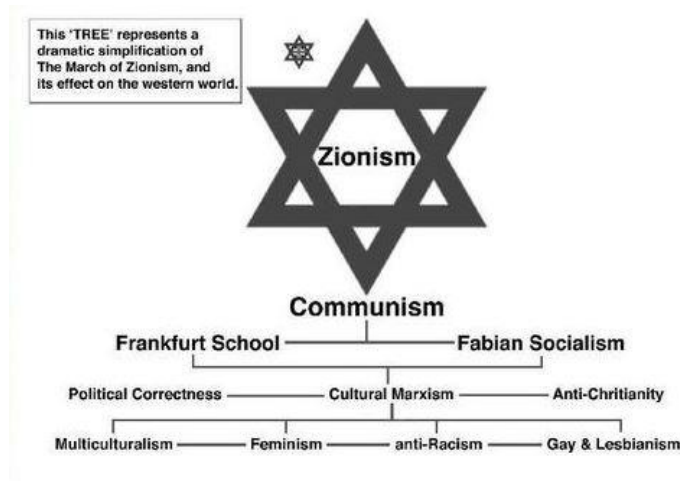 This 'TREE' represents a
dramatic simplification of
The March of Zionism, and
its effect on the western world.
Zionism
Communism
Frankfurt School Fabian Socialism
Political Correctness Cultural Marxism Anti-Chritianity
Multiculturalism Feminism anti-Racism Gay & Lesbianism